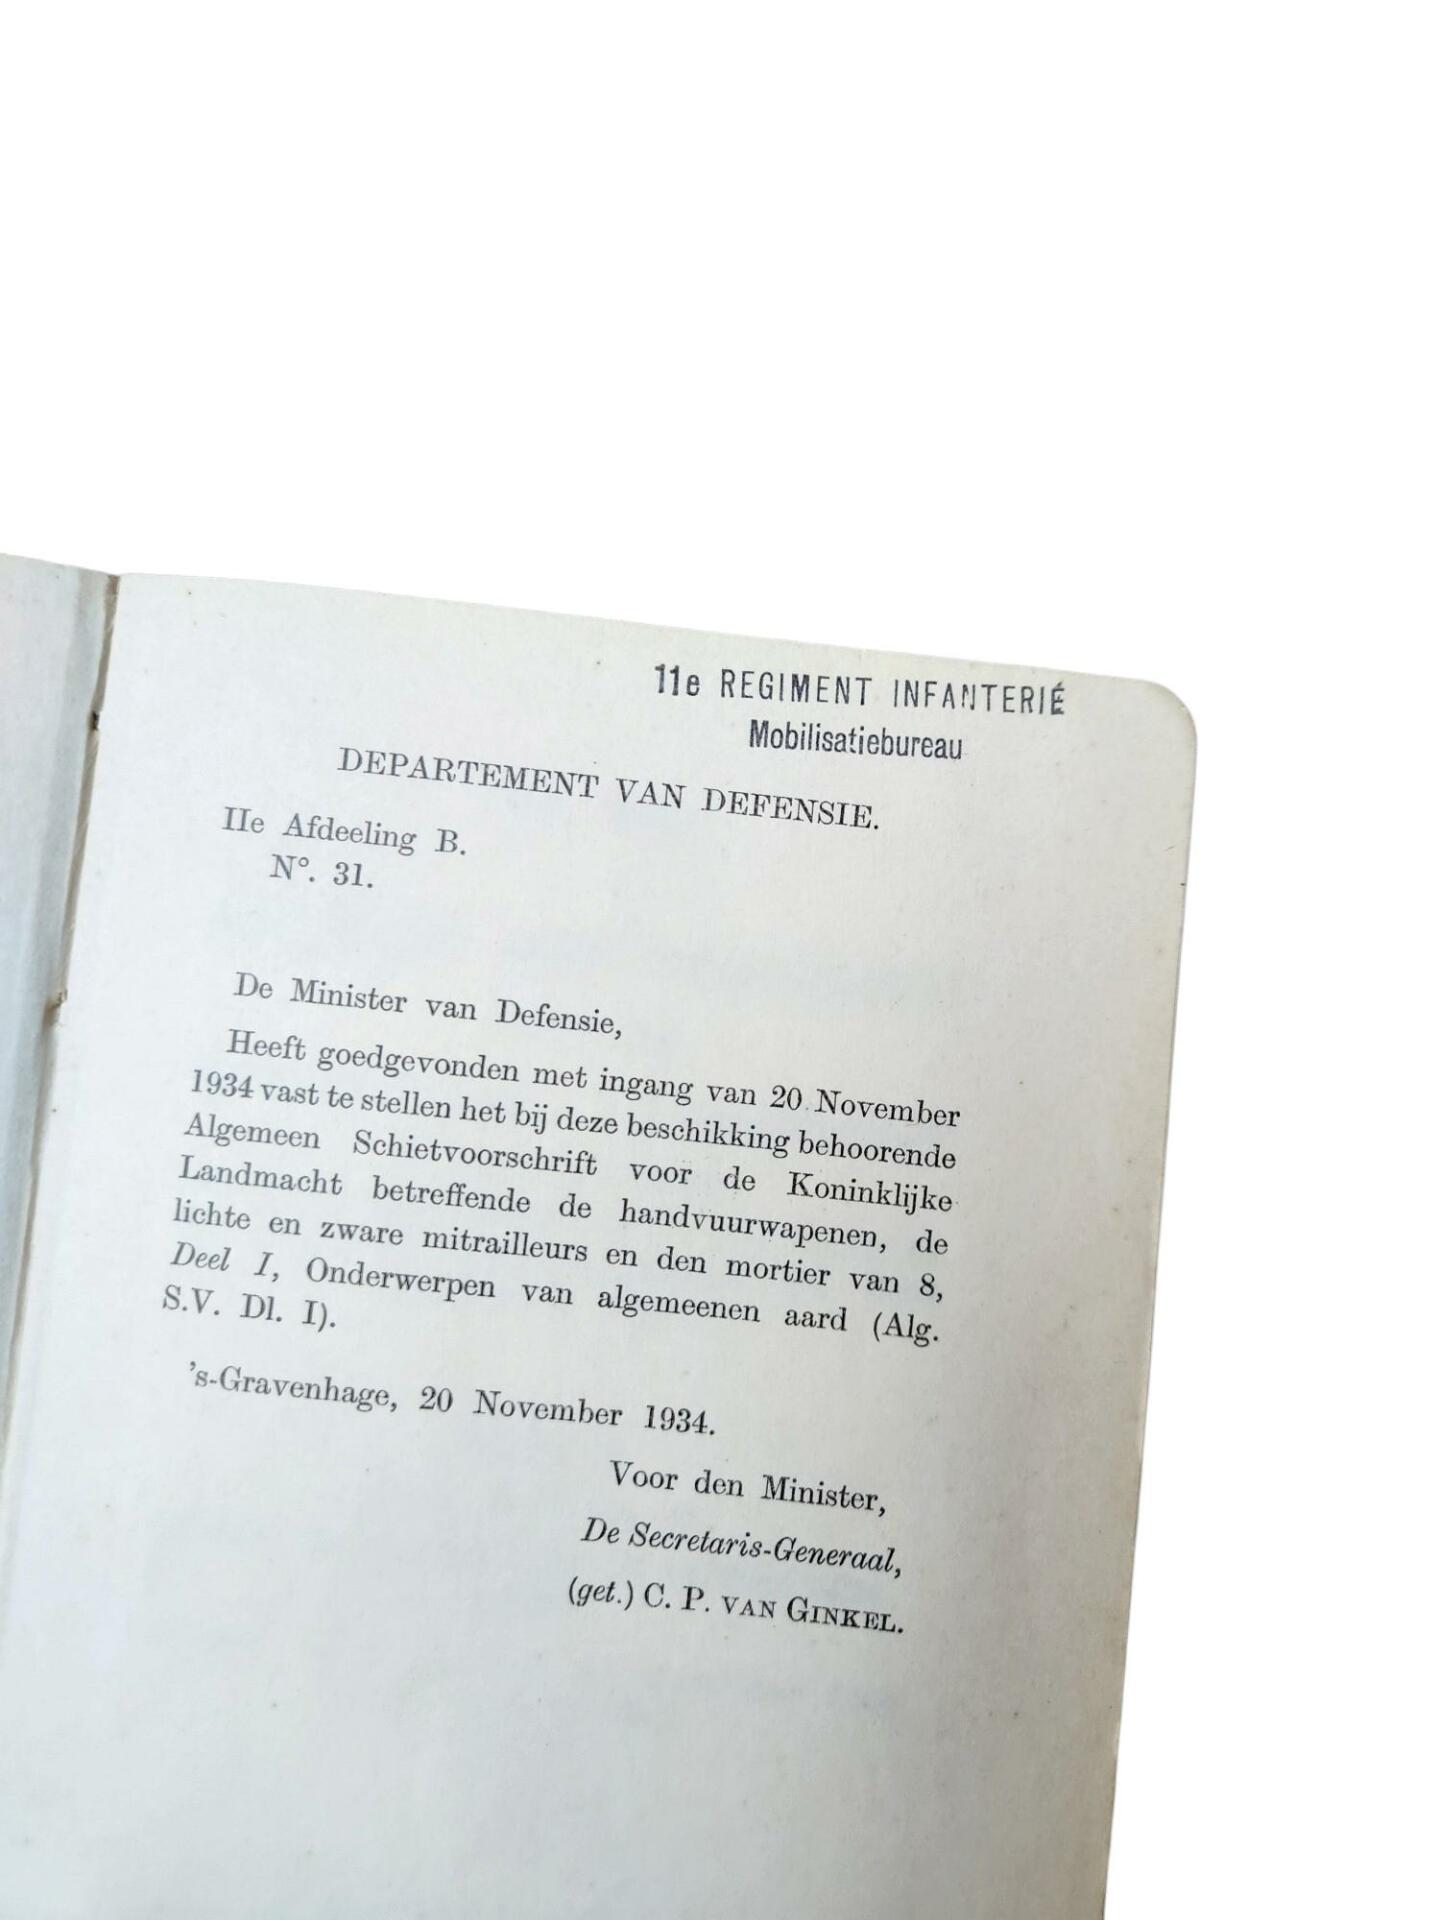 11e REGIMENT INFANTERIE
Mobilisatiebureau
DEPARTEMENT VAN DEFENSIE.
IIe Afdeeling B.
N°. 31.
De Minister van Defensie,
Heeft goedgevonden met ingang van 20 November
1934 vast te stellen het bij deze beschikking behoorende
Algemeen Schietvoorschrift voor de Koninklijke
Landmacht betreffende de handvuurwapenen, de
lichte en zware mitrailleurs en den mortier van 8,
Deel I, Onderwerpen van algemeenen aard (Alg.
S.V. Dl. I).
's-Gravenhage, 20 November 1934.
Voor den Minister,
De Secretaris-Generaal,
(get.) C. P. VAN GINKEL.